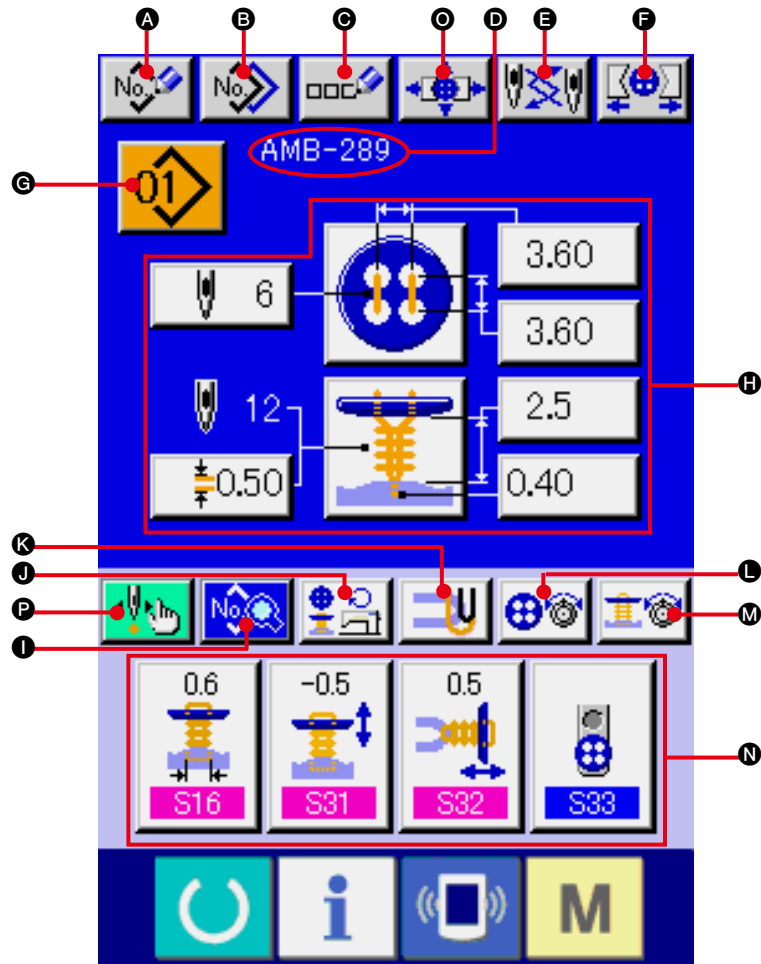 A B C O D E F
No. No.
AMB-289
G 01
3.60
6
3.60
H
12 2.5
0.50 0.40
K
J L
P No. M
I
0.6 -0.5 0.5
N
S16 S31 S32 S33
i M